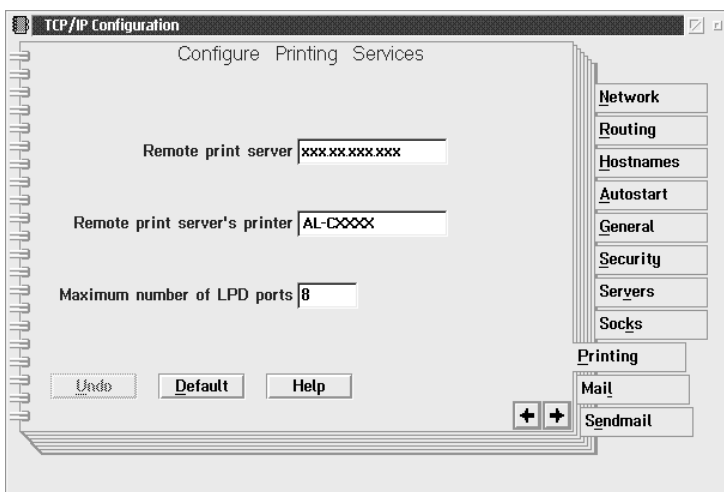 TCP/IP Configuration
Configure Printing Services
Network
Routing
Remote print server xxx.xx.xxx.xxx
Hostnames
Autostart
Remote print server's printer AL-CXXXX
General
Security
Maximum number of LPD ports 8
Servers
Socks
Printing
Undo Default Help
Mail
Sendmail